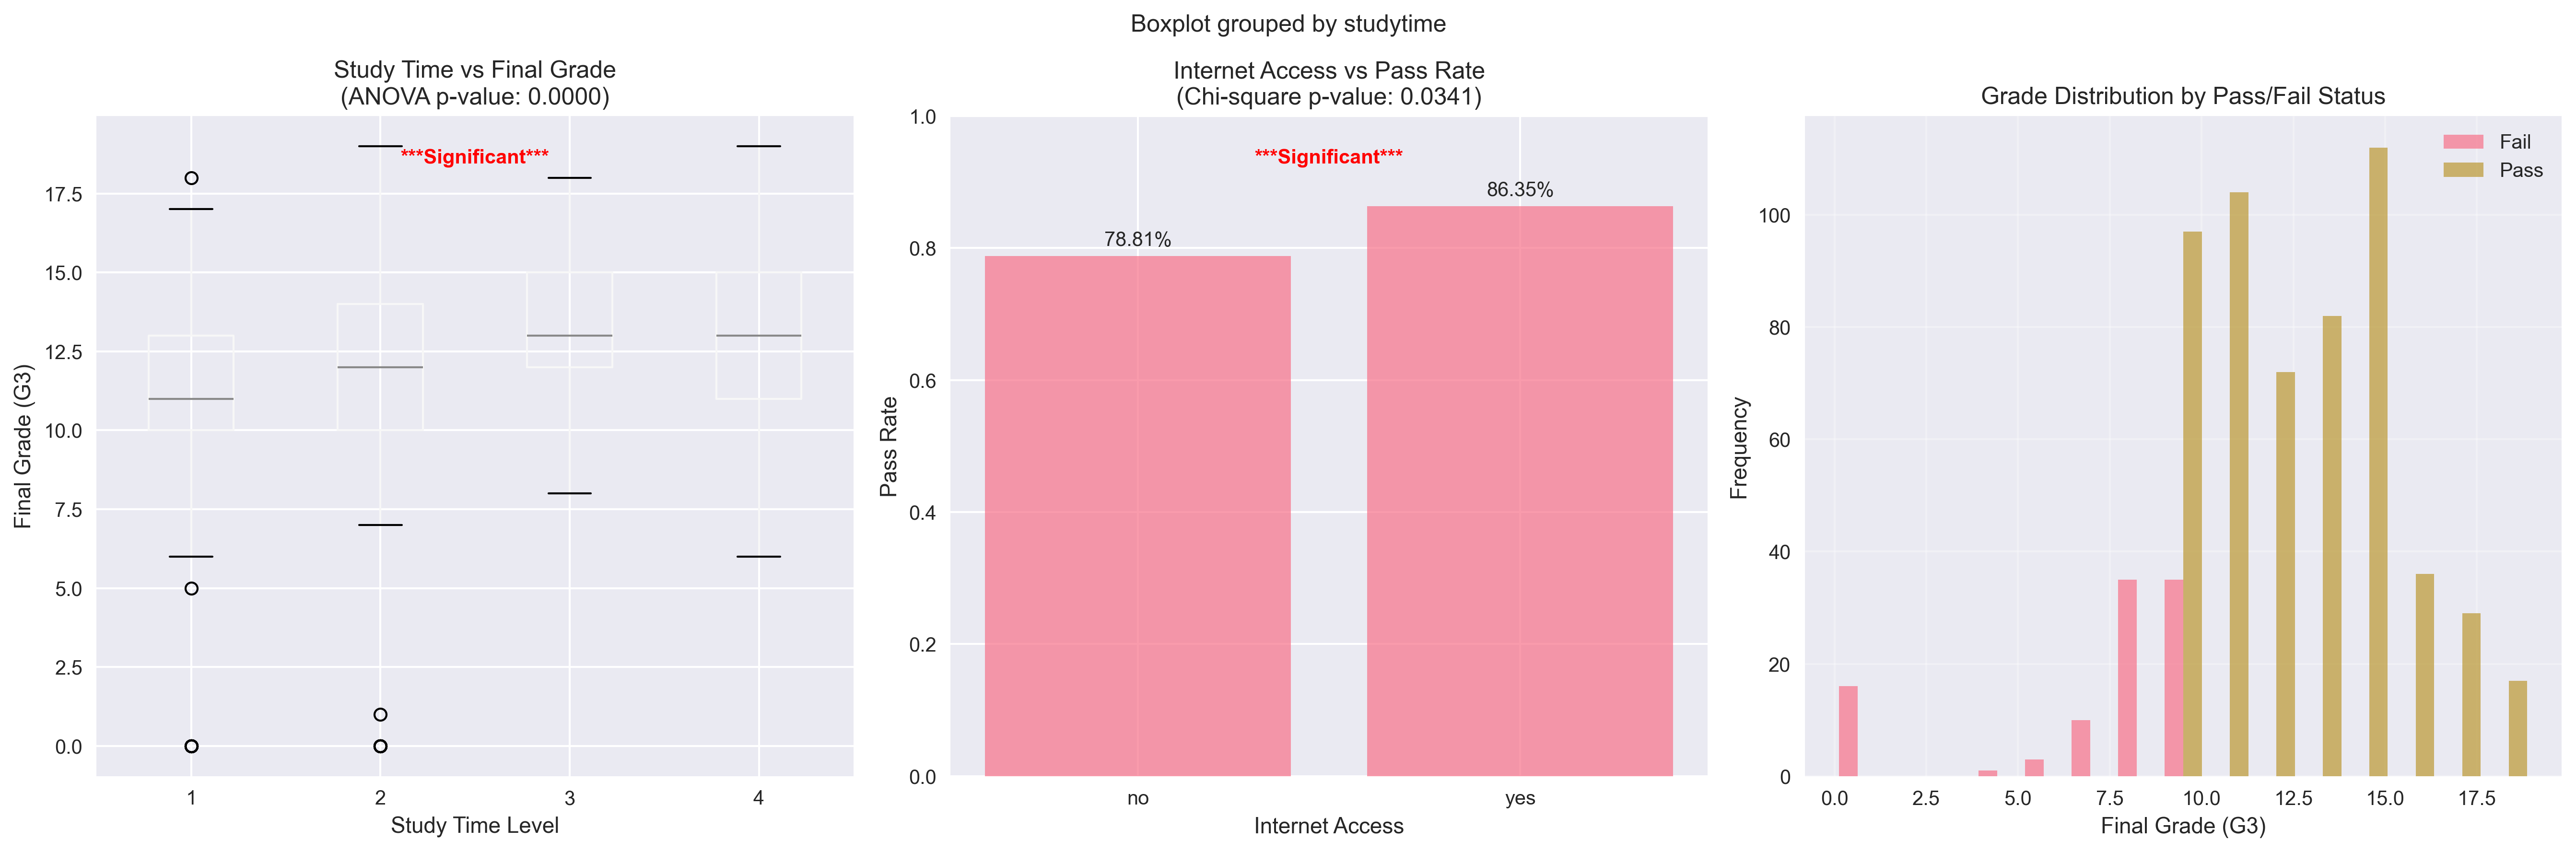 Boxplot grouped by studytime
Study Time vs Final Grade
(ANOVA p-value: 0.0000)
***Significant***
17.5
15.0
12.5
10.0
7.5
5.0
2.5
0.0
Final Grade (G3)
1 2 3 4
Study Time Level
Internet Access vs Pass Rate
(Chi-square p-value: 0.0341)
***Significant***
78.81%
86.35%
1.0
0.8
0.6
0.4
0.2
0.0
Pass Rate
no yes
Internet Access
Grade Distribution by Pass/Fail Status
Fail
Pass
100
80
60
40
20
0
Frequency
0.0 2.5 5.0 7.5 10.0 12.5 15.0 17.5
Final Grade (G3)